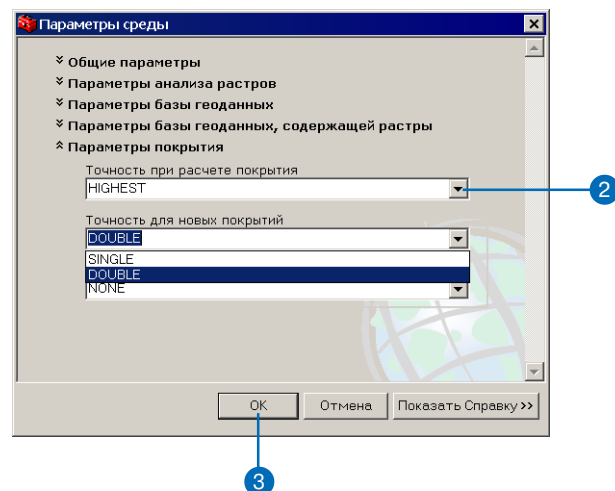 Параметры среды
Общие параметры
Параметры анализа растров
Параметры базы геоданных
Параметры базы геоданных, содержащей растры
Параметры покрытия
Точность при расчете покрытия
HIGHEST
2
Точность для новых покрытий
DOUBLE
SINGLE
DOUBLE
NONE
OK Отмена Показать Справку >>
3